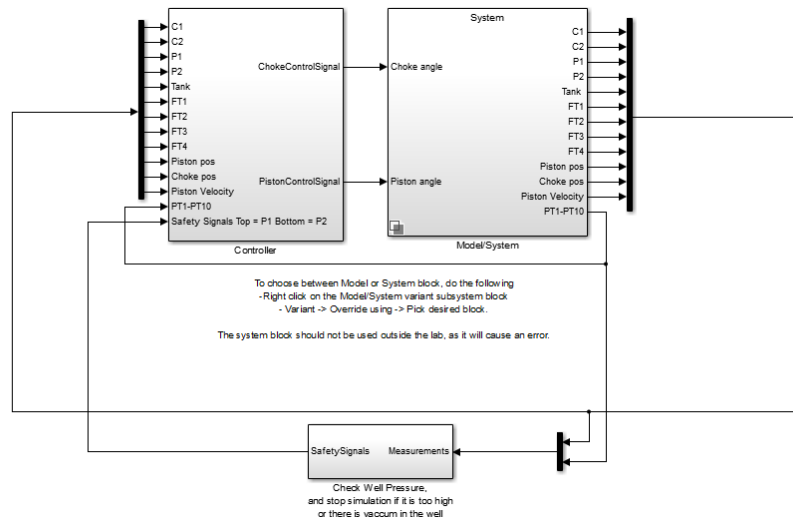 C1
C2
P1
P2
Tank
FT1
FT2
FT3
FT4
Piston pos
Choke pos
Piston Velocity
PT1-PT10
Safety Signals Top = P1 Bottom = P2
ChokeControlSignal
PistonControlSignal
Controller
System
Choke angle
Piston angle
C1
C2
P1
P2
Tank
FT1
FT2
FT3
FT4
Piston pos
Choke pos
Piston Velocity
PT1-PT10
Model/System
To choose between Model or System block, do the following
- Right click on the Model/System variant subsystem block
- Variant -> Override using -> Pick desired block.
The system block should not be used outside the lab, as it will cause an error.
SafetySignals
Measurements
Check Well Pressure,
and stop simulation if it is too high
or there is vaccum in the well